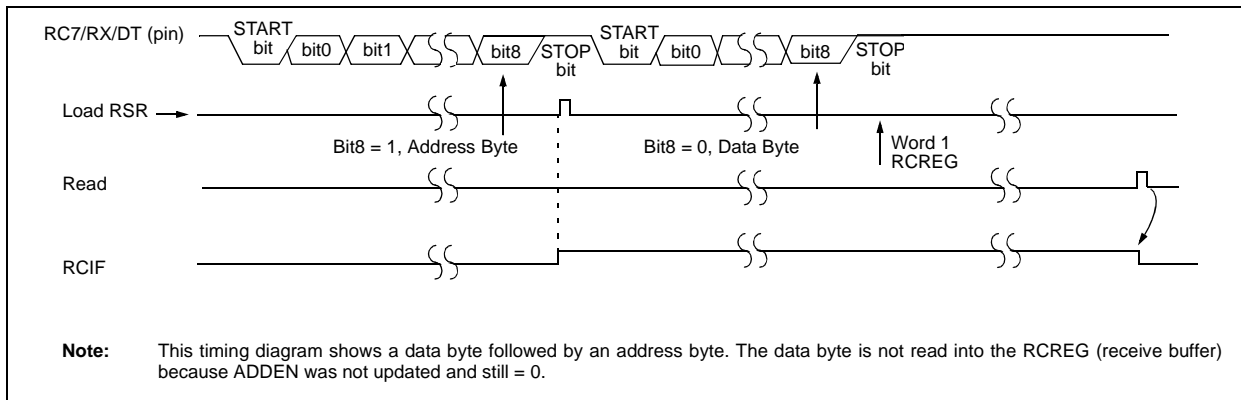 RC7/RX/DT (pin)
START
bit
bit0
bit1
bit8
STOP
bit
START
bit
bit0
bit8
STOP
bit
Load RSR
Bit8 = 1, Address Byte
Bit8 = 0, Data Byte
Word 1
RCREG
Read
RCIF
Note: This timing diagram shows a data byte followed by an address byte. The data byte is not read into the RCREG (receive buffer)
because ADDEN was not updated and still = 0.